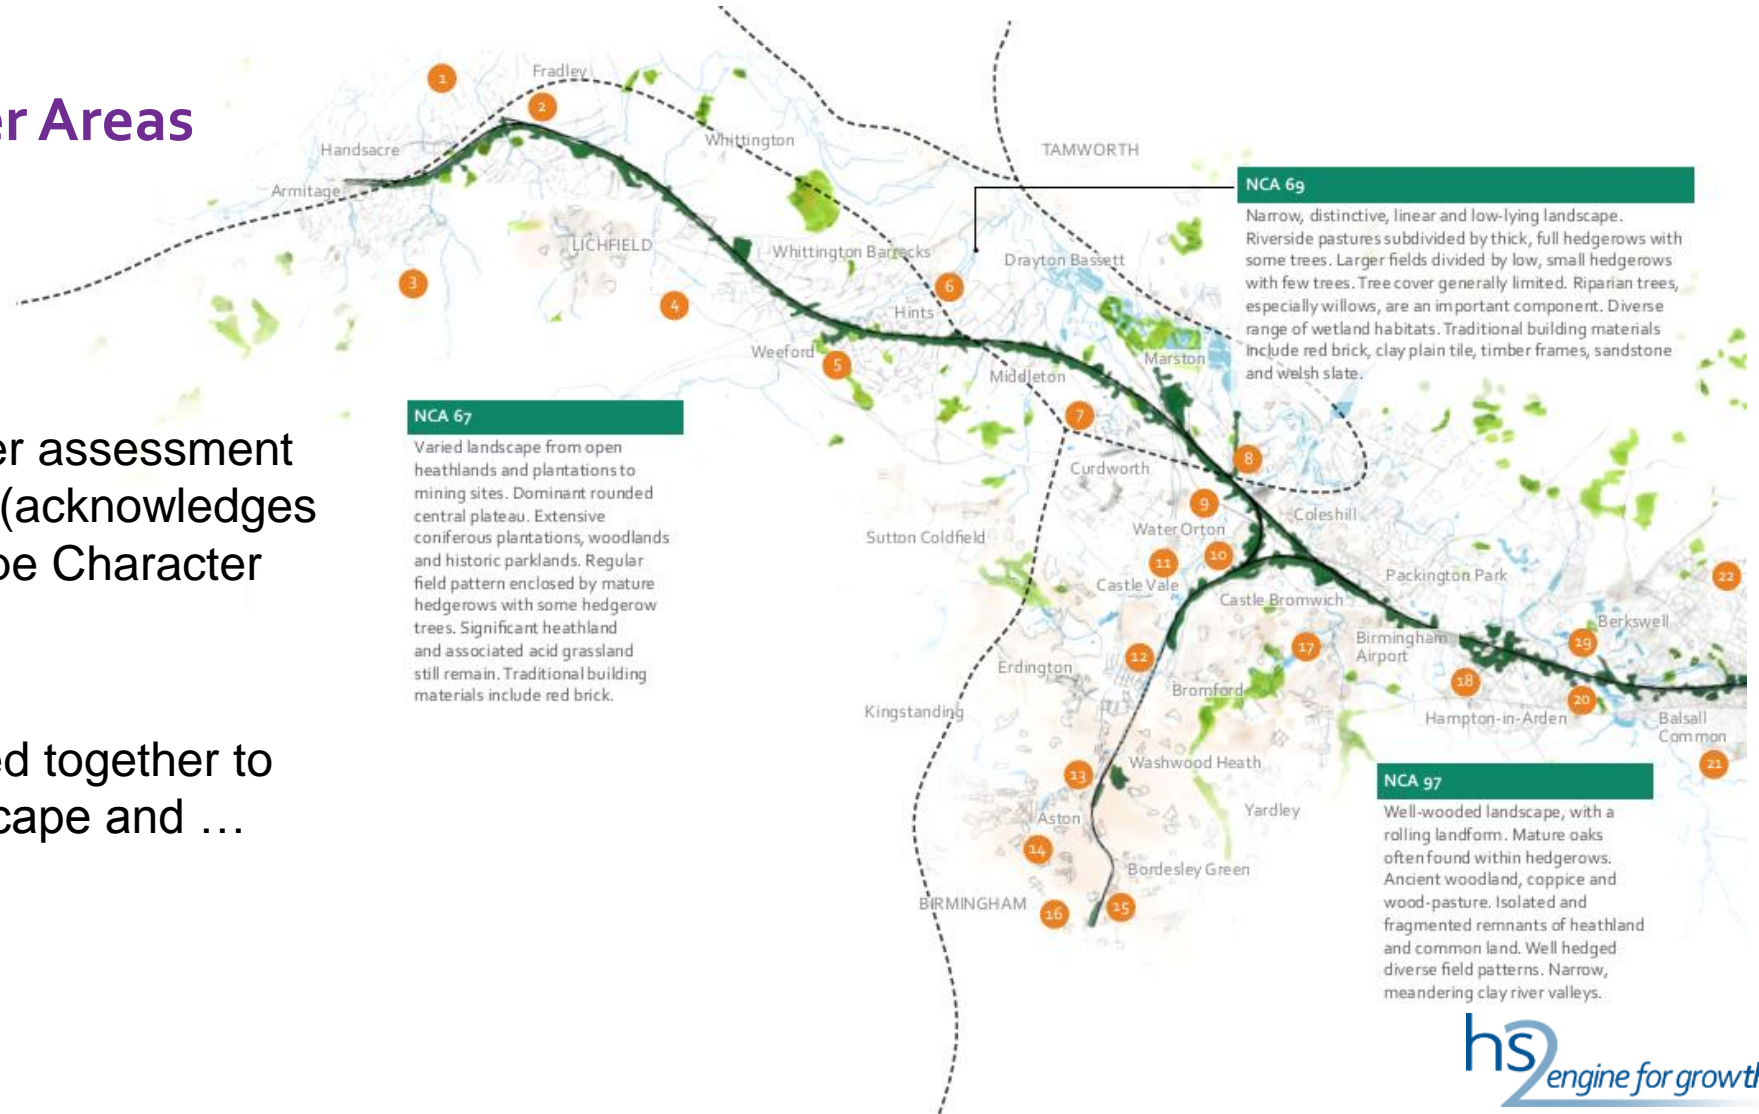 er Areas
er assessment
(acknowledges
pe Character
ed together to
cape and …
1
Fradley
2
Handsacre
Whittington
TAMWORTH
Armitage
LICHFIELD
Whittington Barracks
Drayton Bassett
3
4
6
Hints
Weeford
5
Middleton
Marston
7
Curdworth
8
9
Coleshill
Sutton Coldfield
Water Orton
10
11
Castle Vale
Packington Park
22
Castle Bromwich
Berkswell
Birmingham
Airport
19
12
17
Erdington
18
Bromford
20
Kingstanding
Hampton-in-Arden
Balsall
Common
21
13
Washwood Heath
Aston
Yardley
14
Bordesley Green
BIRMINGHAM
16
15
NCA 69
Narrow, distinctive, linear and low-lying landscape.
Riverside pastures subdivided by thick, full hedgerows with
some trees. Larger fields divided by low, small hedgerows
with few trees. Tree cover generally limited. Riparian trees,
especially willows, are an important component. Diverse
range of wetland habitats. Traditional building materials
include red brick, clay plain tile, timber frames, sandstone
and welsh slate.
NCA 67
Varied landscape from open
heathlands and plantations to
mining sites. Dominant rounded
central plateau. Extensive
coniferous plantations, woodlands
and historic parklands. Regular
field pattern enclosed by mature
hedgerows with some hedgerow
trees. Significant heathland
and associated acid grassland
still remain. Traditional building
materials include red brick.
NCA 97
Well-wooded landscape, with a
rolling landform. Mature oaks
often found within hedgerows.
Ancient woodland, coppice and
wood-pasture. Isolated and
fragmented remnants of heathland
and common land. Well hedged
diverse field patterns. Narrow,
meandering clay river valleys.
hs2
engine for growth